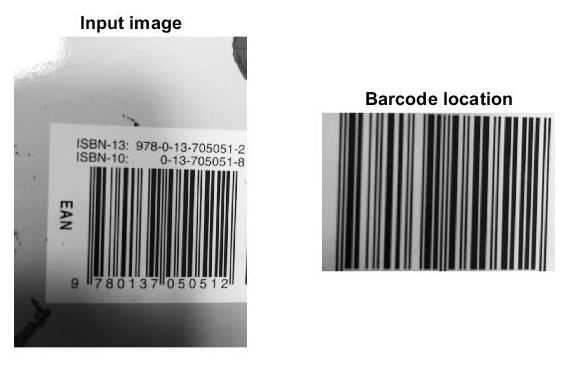 Input image
ISBN-13: 978-0-13-705051-2
ISBN-10: 0-13-705051-8
EAN
9 780137 050512
Barcode location